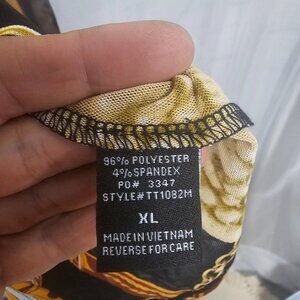 96% POLYESTER
4% SPANDEX
PO# 3347
STYLE#TT1082M
XL
MADE IN VIETNAM
REVERSE FOR CARE